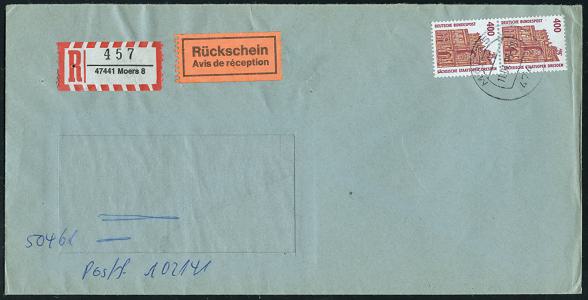 R 457
47441 Moers 8
Rückschein
Avis de réception
DEUTSCHE BUNDESPOST 400
SÄCHSISCHE STAATSOPER DRESDEN
DEUTSCHE BUNDESPOST 400
SÄCHSISCHE STAATSOPER DRESDEN
50461
Postf. 102141